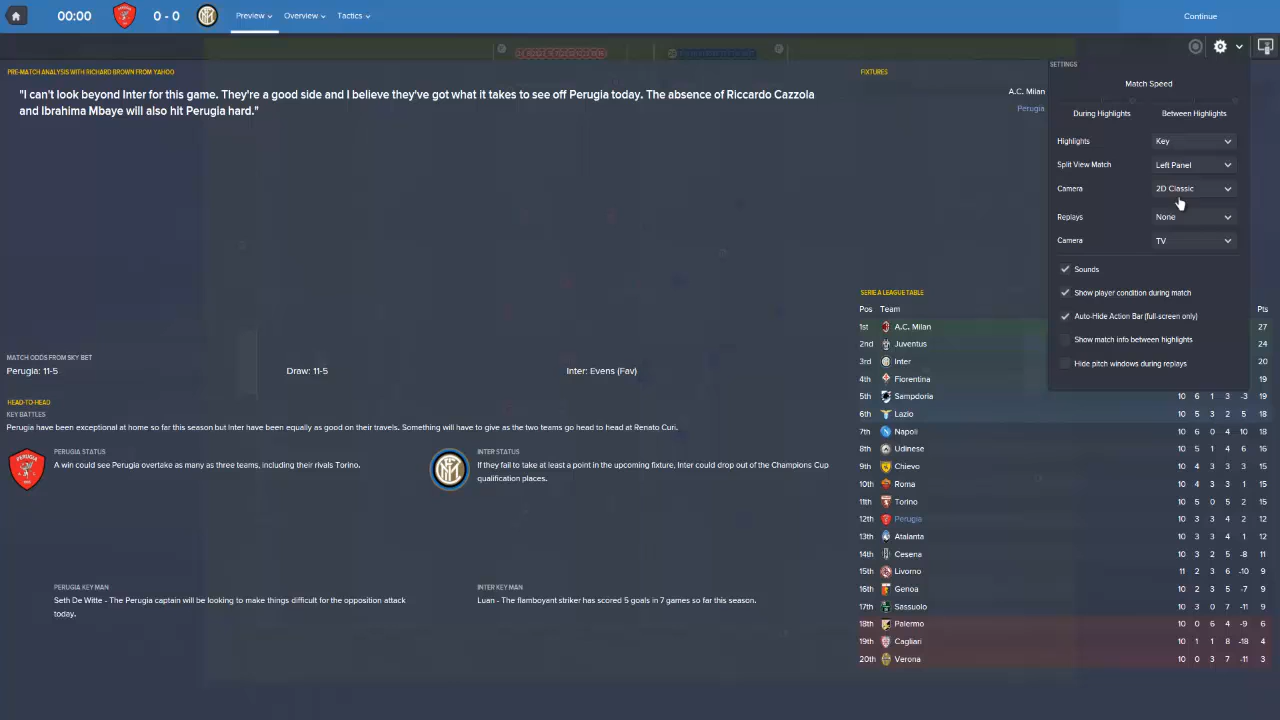 00:00 0 - 0 Preview Overview Tactics Continue
PRE-MATCH ANALYSIS WITH RICHARD BROWN FROM YAHOO
"I can't look beyond Inter for this game. They're a good side and I believe they've got what it takes to see off Perugia today. The absence of Riccardo Cazzola
and Ibrahima Mbaye will also hit Perugia hard."
MATCH ODDS FROM SKY BET
Perugia: 11-5 Draw: 11-5 Inter: Evens (Fav)
HEAD-TO-HEAD
KEY BATTLES
Perugia have been exceptional at home so far this season but Inter have been equally as good on their travels. Something will have to give as the two teams go head to head at Renato Curi.
PERUGIA STATUS
A win could see Perugia overtake as many as three teams, including their rivals Torino.
INTER STATUS
If they fail to take at least a point in the upcoming fixture, Inter could drop out of the Champions Cup
qualification places.
PERUGIA KEY MAN
Seth De Witte - The Perugia captain will be looking to make things difficult for the opposition attack
today.
INTER KEY MAN
Luan - The flamboyant striker has scored 5 goals in 7 games so far this season.
FIXTURES
A.C. Milan
Perugia
SERIE A LEAGUE TABLE
Pos Team Pts
1st A.C. Milan 27
2nd Juventus 24
3rd Inter 20
4th Fiorentina 19
5th Sampdoria 10 6 1 3 -3 19
6th Lazio 10 5 3 2 5 18
7th Napoli 10 6 0 4 10 18
8th Udinese 10 5 1 4 6 16
9th Chievo 10 4 3 3 3 15
10th Roma 10 4 3 3 1 15
11th Torino 10 5 0 5 2 15
12th Perugia 10 3 3 4 2 12
13th Atalanta 10 3 3 4 1 12
14th Cesena 10 3 2 5 -8 11
15th Livorno 11 2 3 6 -10 9
16th Genoa 10 2 3 5 -7 9
17th Sassuolo 10 3 0 7 -11 9
18th Palermo 10 0 6 4 -9 6
19th Cagliari 10 1 1 8 -18 4
20th Verona 10 0 3 7 -11 3
SETTINGS
Match Speed
During Highlights Between Highlights
Highlights Key
Split View Match Left Panel
Camera 2D Classic
Replays None
Camera TV
Sounds
Show player condition during match
Auto-Hide Action Bar (full-screen only)
Show match info between highlights
Hide pitch windows during replays